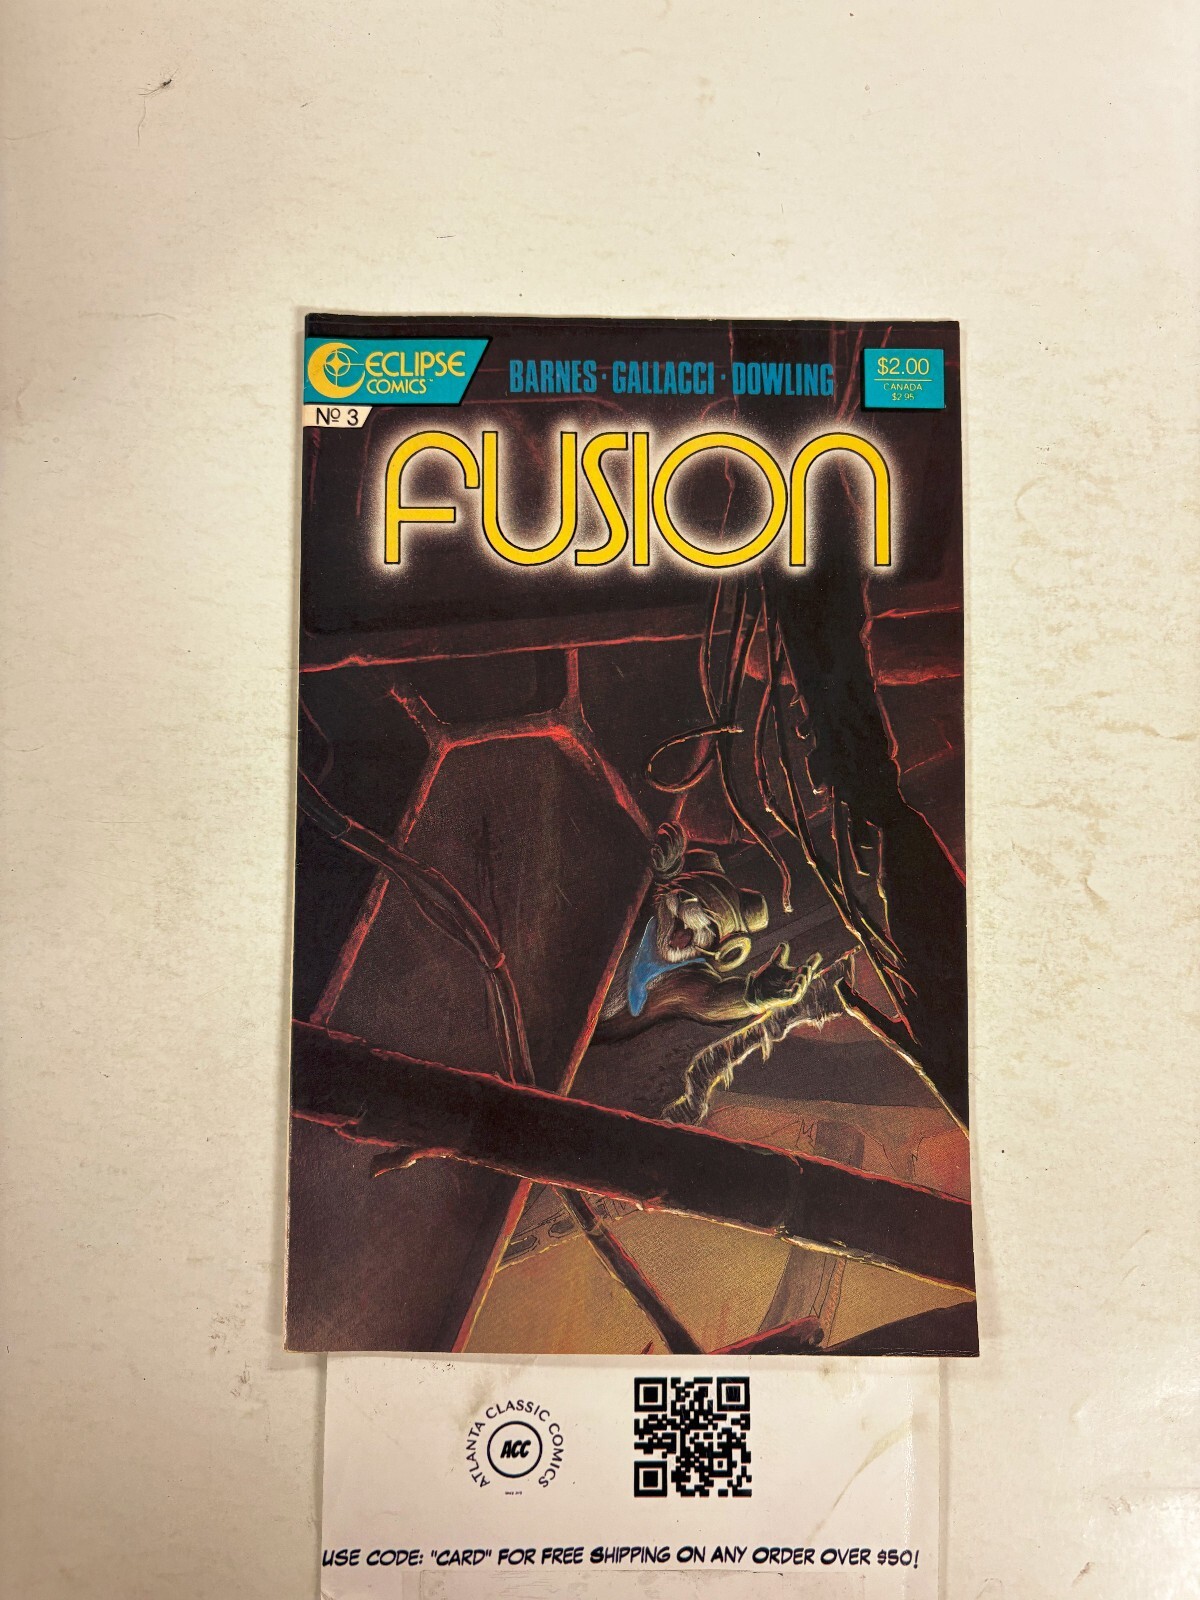 ECLIPSE
COMICS™
Nº 3
BARNES · GALLACCI · DOWLING
$2.00
CANADA
$2.95
FUSION
ATLANTA CLASSIC COMICS
ACC
USE CODE: "CARD" FOR FREE SHIPPING ON ANY ORDER OVER $50!